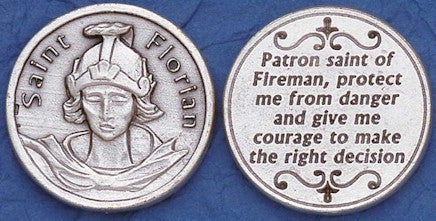 Saint Florian
Patron saint of
Fireman, protect
me from danger
and give me
courage to make
the right decision